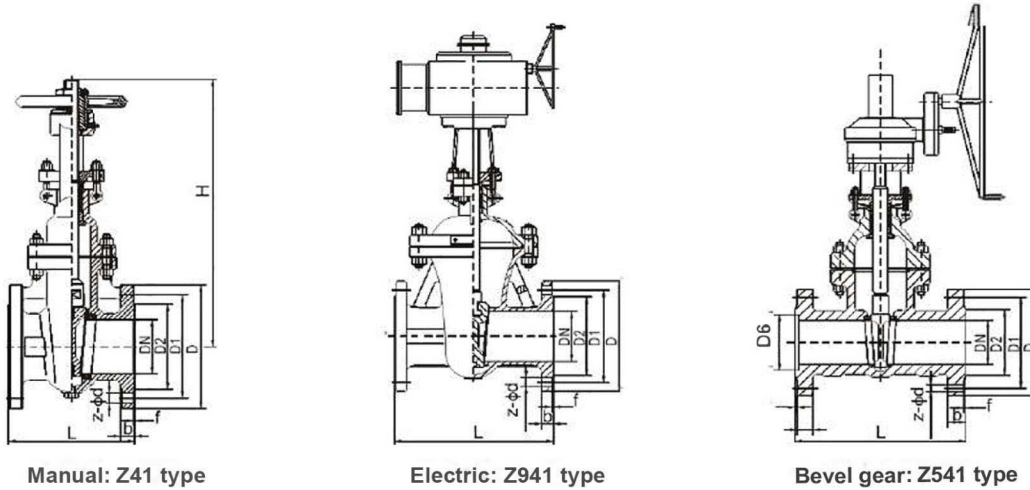 H
DN
D2
D1
D
z-φd
b
f
L
Manual: Z41 type
DN
D2
D1
D
z-φd
b
f
L
Electric: Z941 type
D6
DN
D2
D1
D
z-φd
b
f
L
Bevel gear: Z541 type